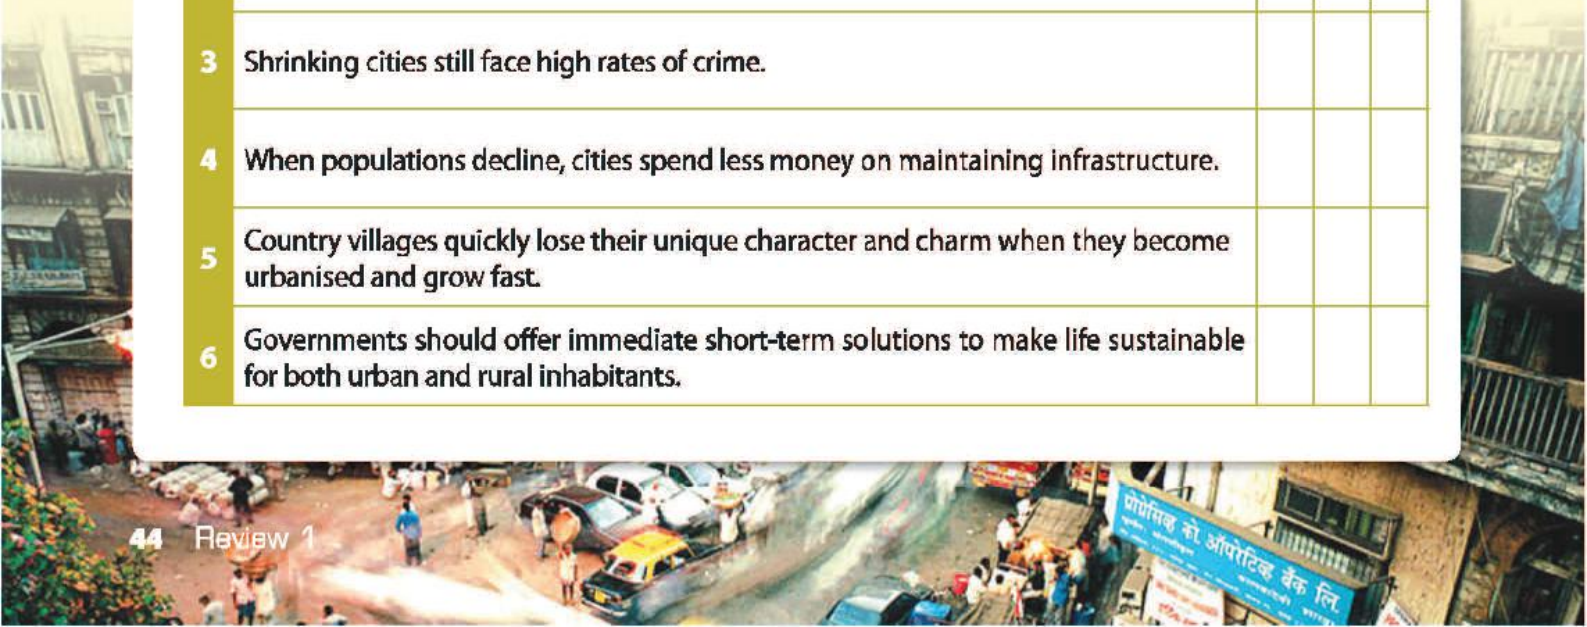 3 Shrinking cities still face high rates of crime.
4 When populations decline, cities spend less money on maintaining infrastructure.
5 Country villages quickly lose their unique character and charm when they become
urbanised and grow fast.
6 Governments should offer immediate short-term solutions to make life sustainable
for both urban and rural inhabitants.
44 Review 1
प्रोग्रेसिव्ह को. ऑपरेटिव्ह बँक लि.